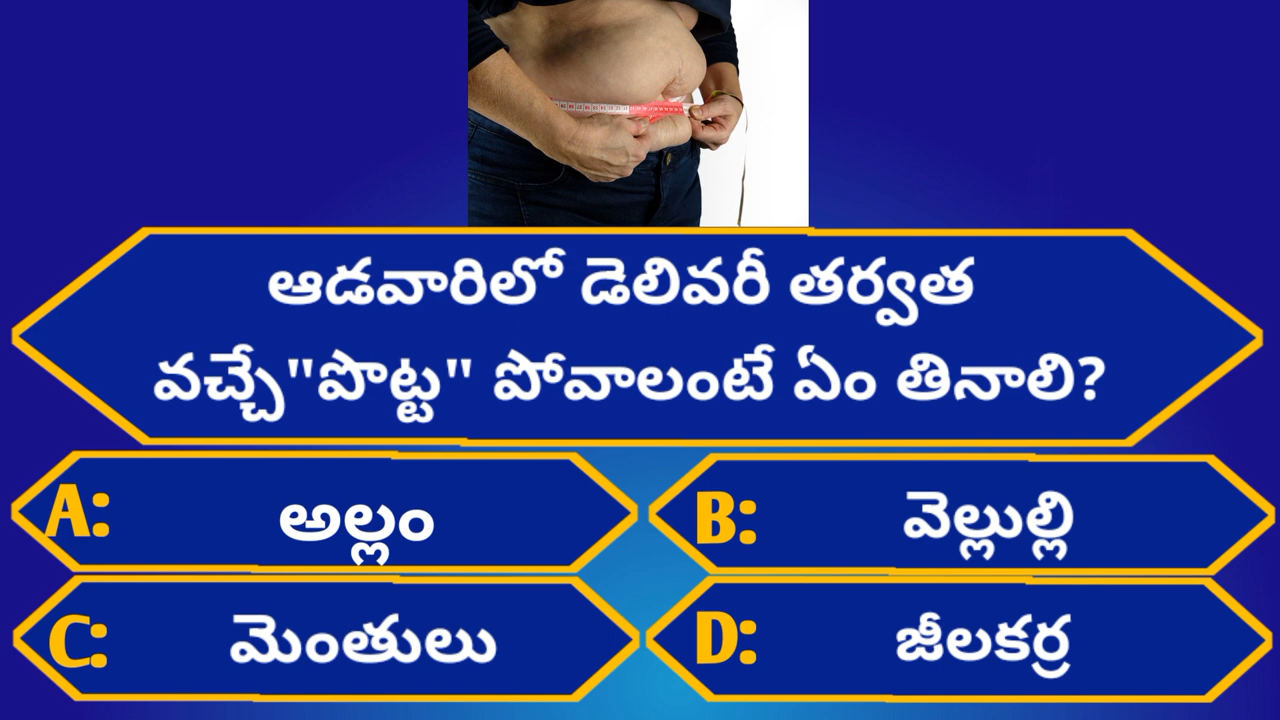 ఆడవారిలో డెలివరీ తర్వాత
వచ్చే"పొట్ట" పోవాలంటే ఏం తినాలి?
A: అల్లం
B: వెల్లుల్లి
C: మెంతులు
D: జీలకర్ర